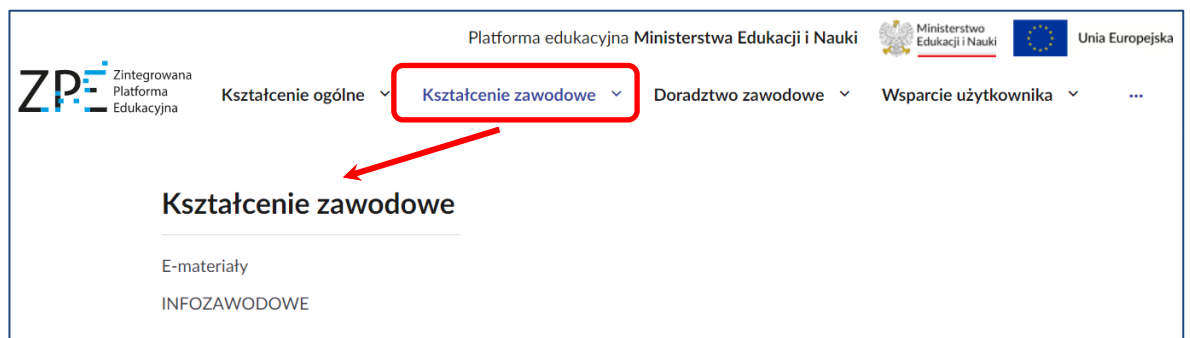 Platforma edukacyjna Ministerstwa Edukacji i Nauki
Ministerstwo
Edukacji i Nauki
Unia Europejska
ZPE
Zintegrowana
Platforma
Edukacyjna
Kształcenie ogólne
Kształcenie zawodowe
Doradztwo zawodowe
Wsparcie użytkownika
...
Kształcenie zawodowe
E-materiały
INFOZAWODOWE